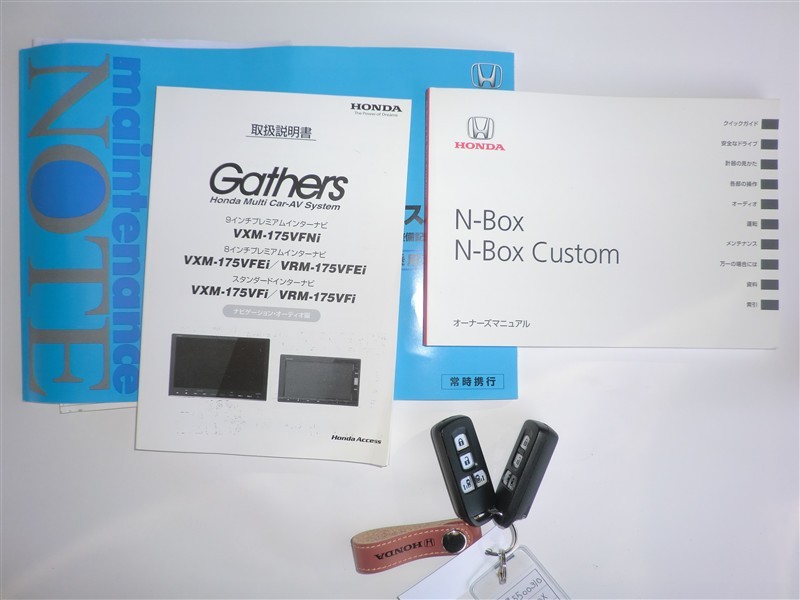 maintenance
NOTE
常時携行
HONDA
The Power of Dreams
取扱説明書
Gathers
Honda Multi Car-AV System
9インチプレミアムインターナビ
VXM-175VFNi
8インチプレミアムインターナビ
VXM-175VFEi／VRM-175VFEi
スタンダードインターナビ
VXM-175VFi／VRM-175VFi
ナビゲーション・オーディオ編
Honda Access
HONDA
N-Box
N-Box Custom
オーナーズマニュアル
クイックガイド
安全なドライブ
計器の見かた
各部の操作
オーディオ
運転
メンテナンス
万一の場合には
資料
索引
HONDA